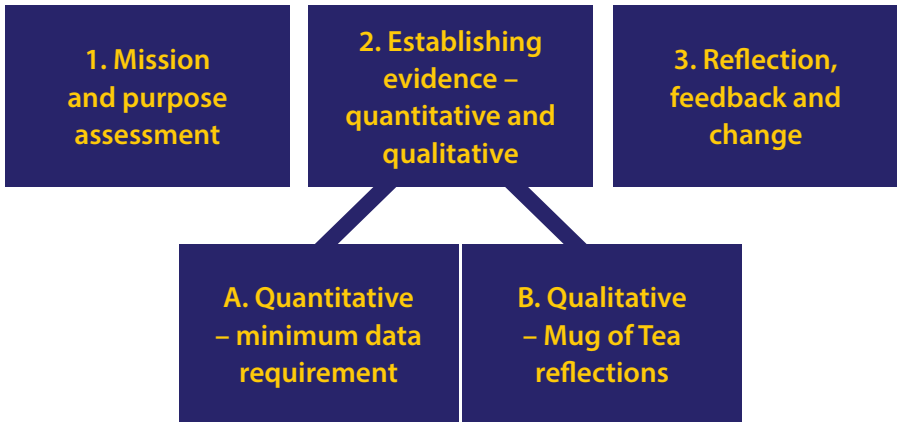 1. Mission
and purpose
assessment
2. Establishing
evidence –
quantitative and
qualitative
3. Reflection,
feedback and
change
A. Quantitative
– minimum data
requirement
B. Qualitative
– Mug of Tea
reflections